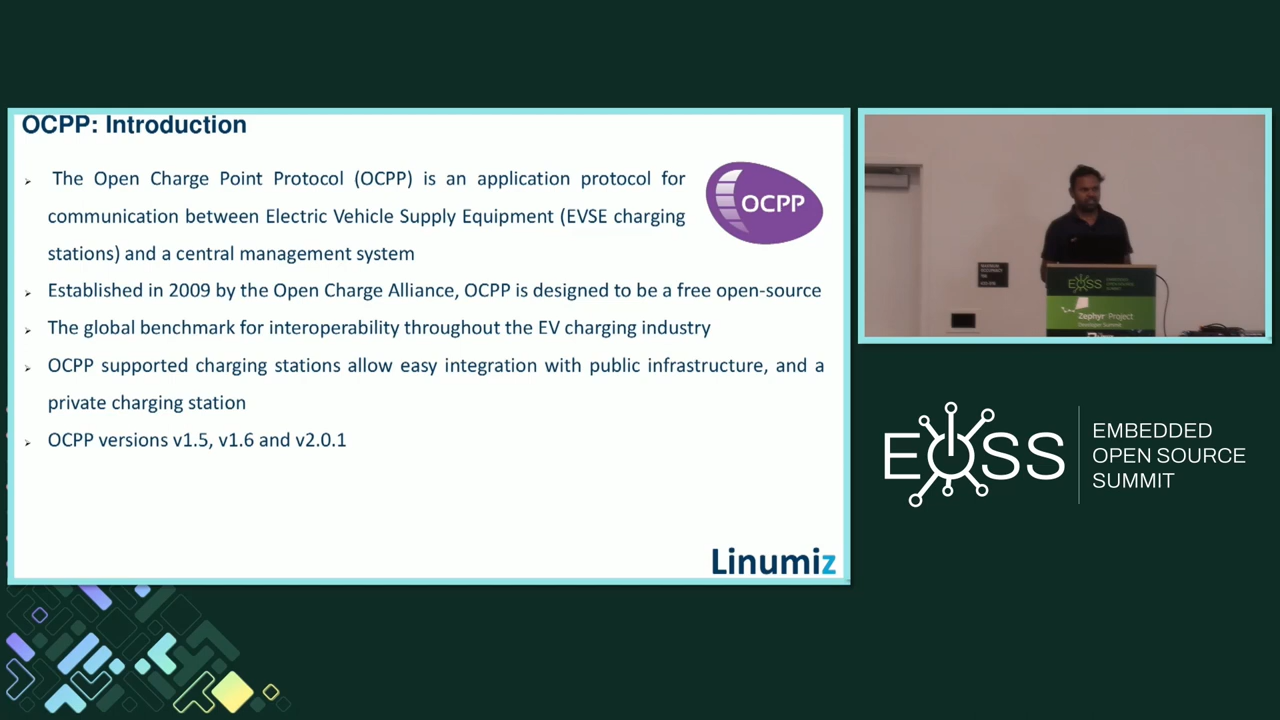 OCPP: Introduction
The Open Charge Point Protocol (OCPP) is an application protocol for
communication between Electric Vehicle Supply Equipment (EVSE charging
stations) and a central management system
OCPP
Established in 2009 by the Open Charge Alliance, OCPP is designed to be a free open-source
The global benchmark for interoperability throughout the EV charging industry
OCPP supported charging stations allow easy integration with public infrastructure, and a
private charging station
OCPP versions v1.5, v1.6 and v2.0.1
Linumiz
EOSS
Zephyr Project
Developer Summit
EOSS
EMBEDDED
OPEN SOURCE
SUMMIT